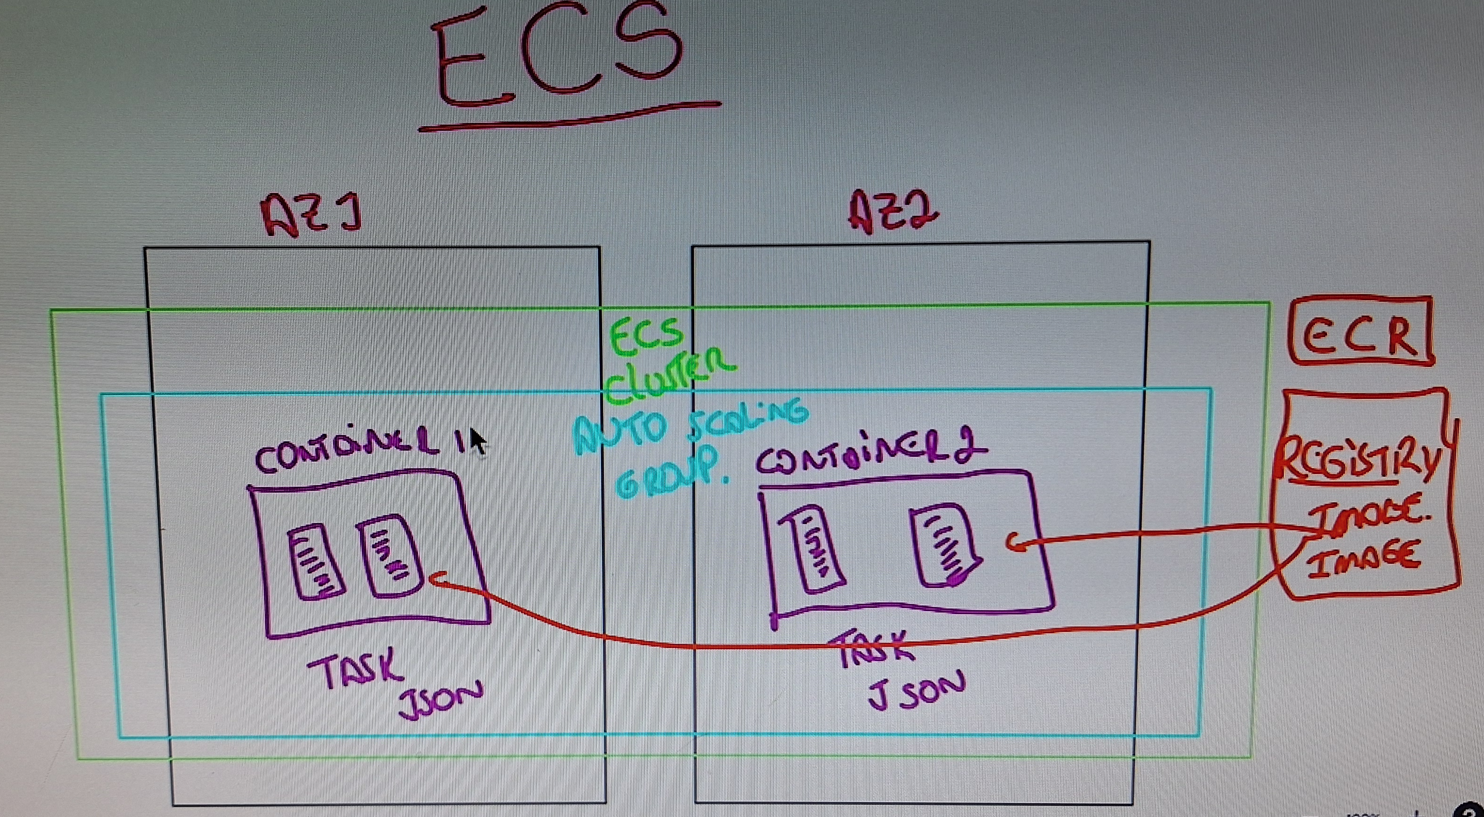 ECS
AZ1
AZ2
ECS
CLUSTER
AUTO SCALING
GROUP.
ECR
CONTAINER 1
CONTAINER 2
REGISTRY
IMAGE.
IMAGE
TASK
JSON
TASK
JSON